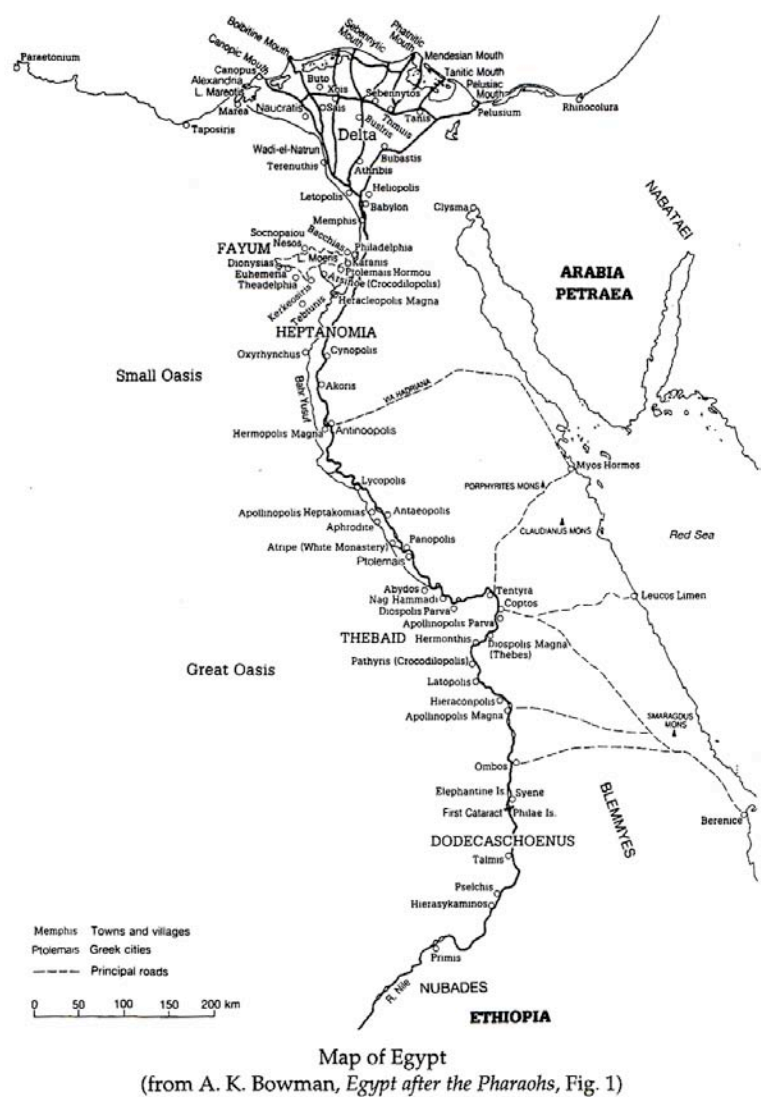 Paraetonium
Taposiris
Marea
L. Mareotis
Alexandria
Canopus
Canopic Mouth
Bolbitine Mouth
Sebennytic Mouth
Phatnitic Mouth
Mendesian Mouth
Tanitic Mouth
Pelusiac Mouth
Rhinocolura
Pelusium
Buto
Xois
Sais
Sebennytos
Naucratis
Busiris
Thmuis
Tanis
Delta
Wadi-el-Natrun
Terenuthis
Bubastis
Athribis
Letopolis
Heliopolis
Babylon
Clysma
Memphis
NABATAEI
ARABIA
PETRAEA
Socnopaiou
Nesos
Bacchias
Philadelphia
FAYUM
L. Moeris
Karanis
Dionysias
Ptolemais Hormou
Euhemeria
Arsinoe (Crocodilopolis)
Theadelphia
Kerkeosiris
Tebtunis
Heracleopolis Magna
HEPTANOMIA
Oxyrhynchus
Cynopolis
Small Oasis
Bahr Yusuf
Akoris
VIA HADRIANA
Hermopolis Magna
Antinoopolis
Myos Hormos
Lycopolis
PORPHYRITES MONS
Apollinopolis Heptakomias
Antaeopolis
Aphrodite
CLAUDIANUS MONS
Red Sea
Atripe (White Monastery)
Panopolis
Ptolemais
Abydos
Nag Hammadi
Tentyra
Leucos Limen
Diospolis Parva
Coptos
Apollinopolis Parva
THEBAID
Hermonthis
Diospolis Magna
(Thebes)
Pathyris (Crocodilopolis)
Great Oasis
Latopolis
Hieraconpolis
Apollinopolis Magna
SMARAGDUS
MONS
Ombos
Elephantine Is.
Syene
BLEMMYES
First Cataract
Philae Is.
Berenice
DODECASCHOENUS
Talmis
Pselchis
Hierasykaminos
Primis
R. Nile
NUBADES
ETHIOPIA
Memphis Towns and villages
Ptolemais Greek cities
Principal roads
0 50 100 150 200 km
Map of Egypt
(from A. K. Bowman, Egypt after the Pharaohs, Fig. 1)